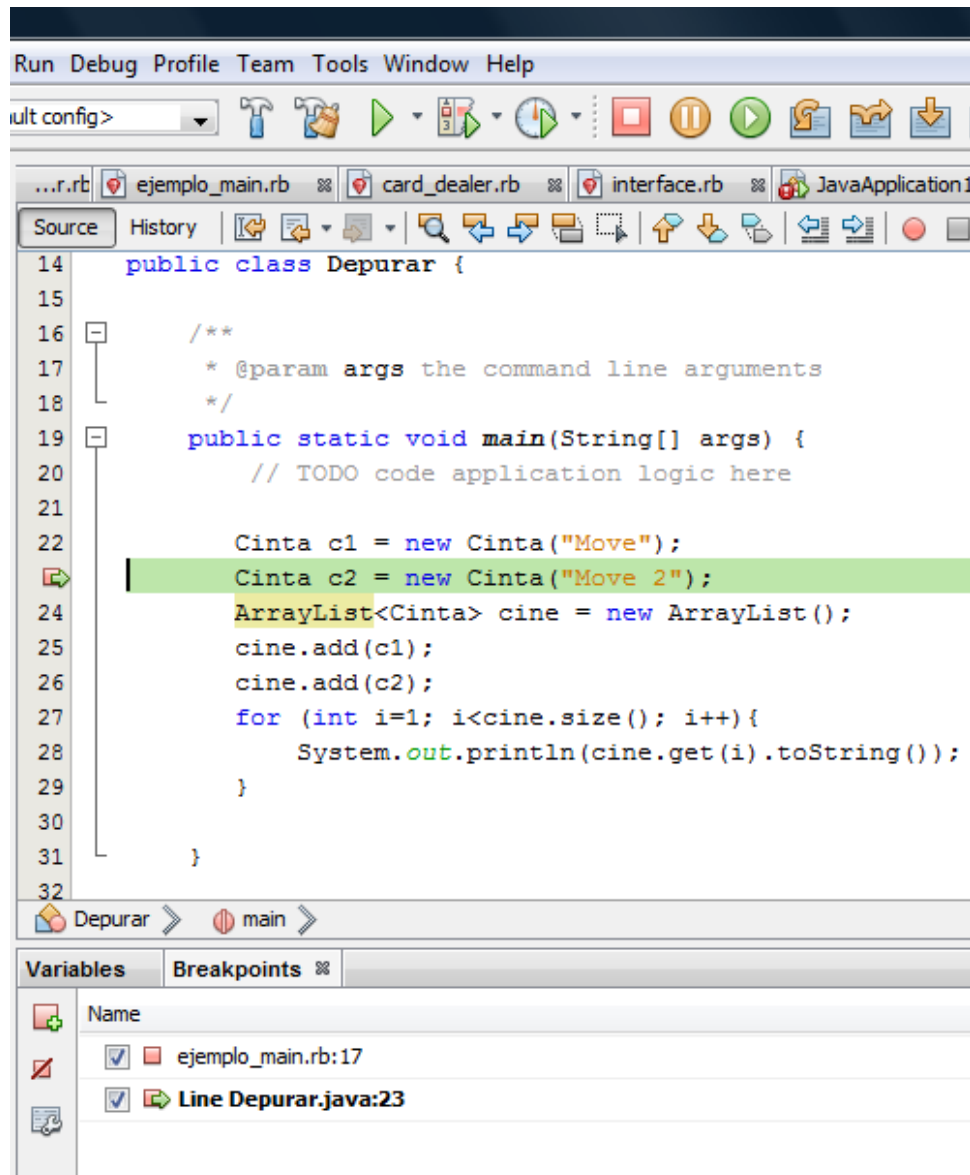 Run Debug Profile Team Tools Window Help
ult config>
...r.rb ejemplo_main.rb card_dealer.rb interface.rb JavaApplication1
Source History
14 public class Depurar {
15
16 /**
17 * @param args the command line arguments
18 */
19 public static void main(String[] args) {
20 // TODO code application logic here
21
22 Cinta c1 = new Cinta("Move");
Cinta c2 = new Cinta("Move 2");
24 ArrayList<Cinta> cine = new ArrayList();
25 cine.add(c1);
26 cine.add(c2);
27 for (int i=1; i<cine.size(); i++){
28 System.out.println(cine.get(i).toString());
29 }
30
31 }
32
Depurar main
Variables Breakpoints
Name
ejemplo_main.rb:17
Line Depurar.java:23